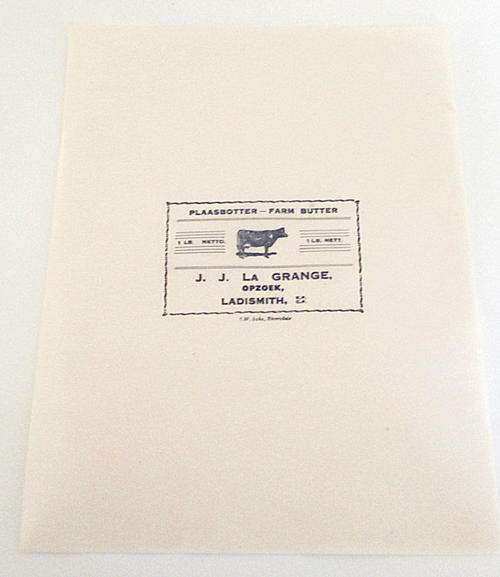 PLAASBOTTER — FARM BUTTER
1 LB. NETTO. 1 LB. NETT.
J. J. LA GRANGE,
OPZOEK,
LADISMITH,